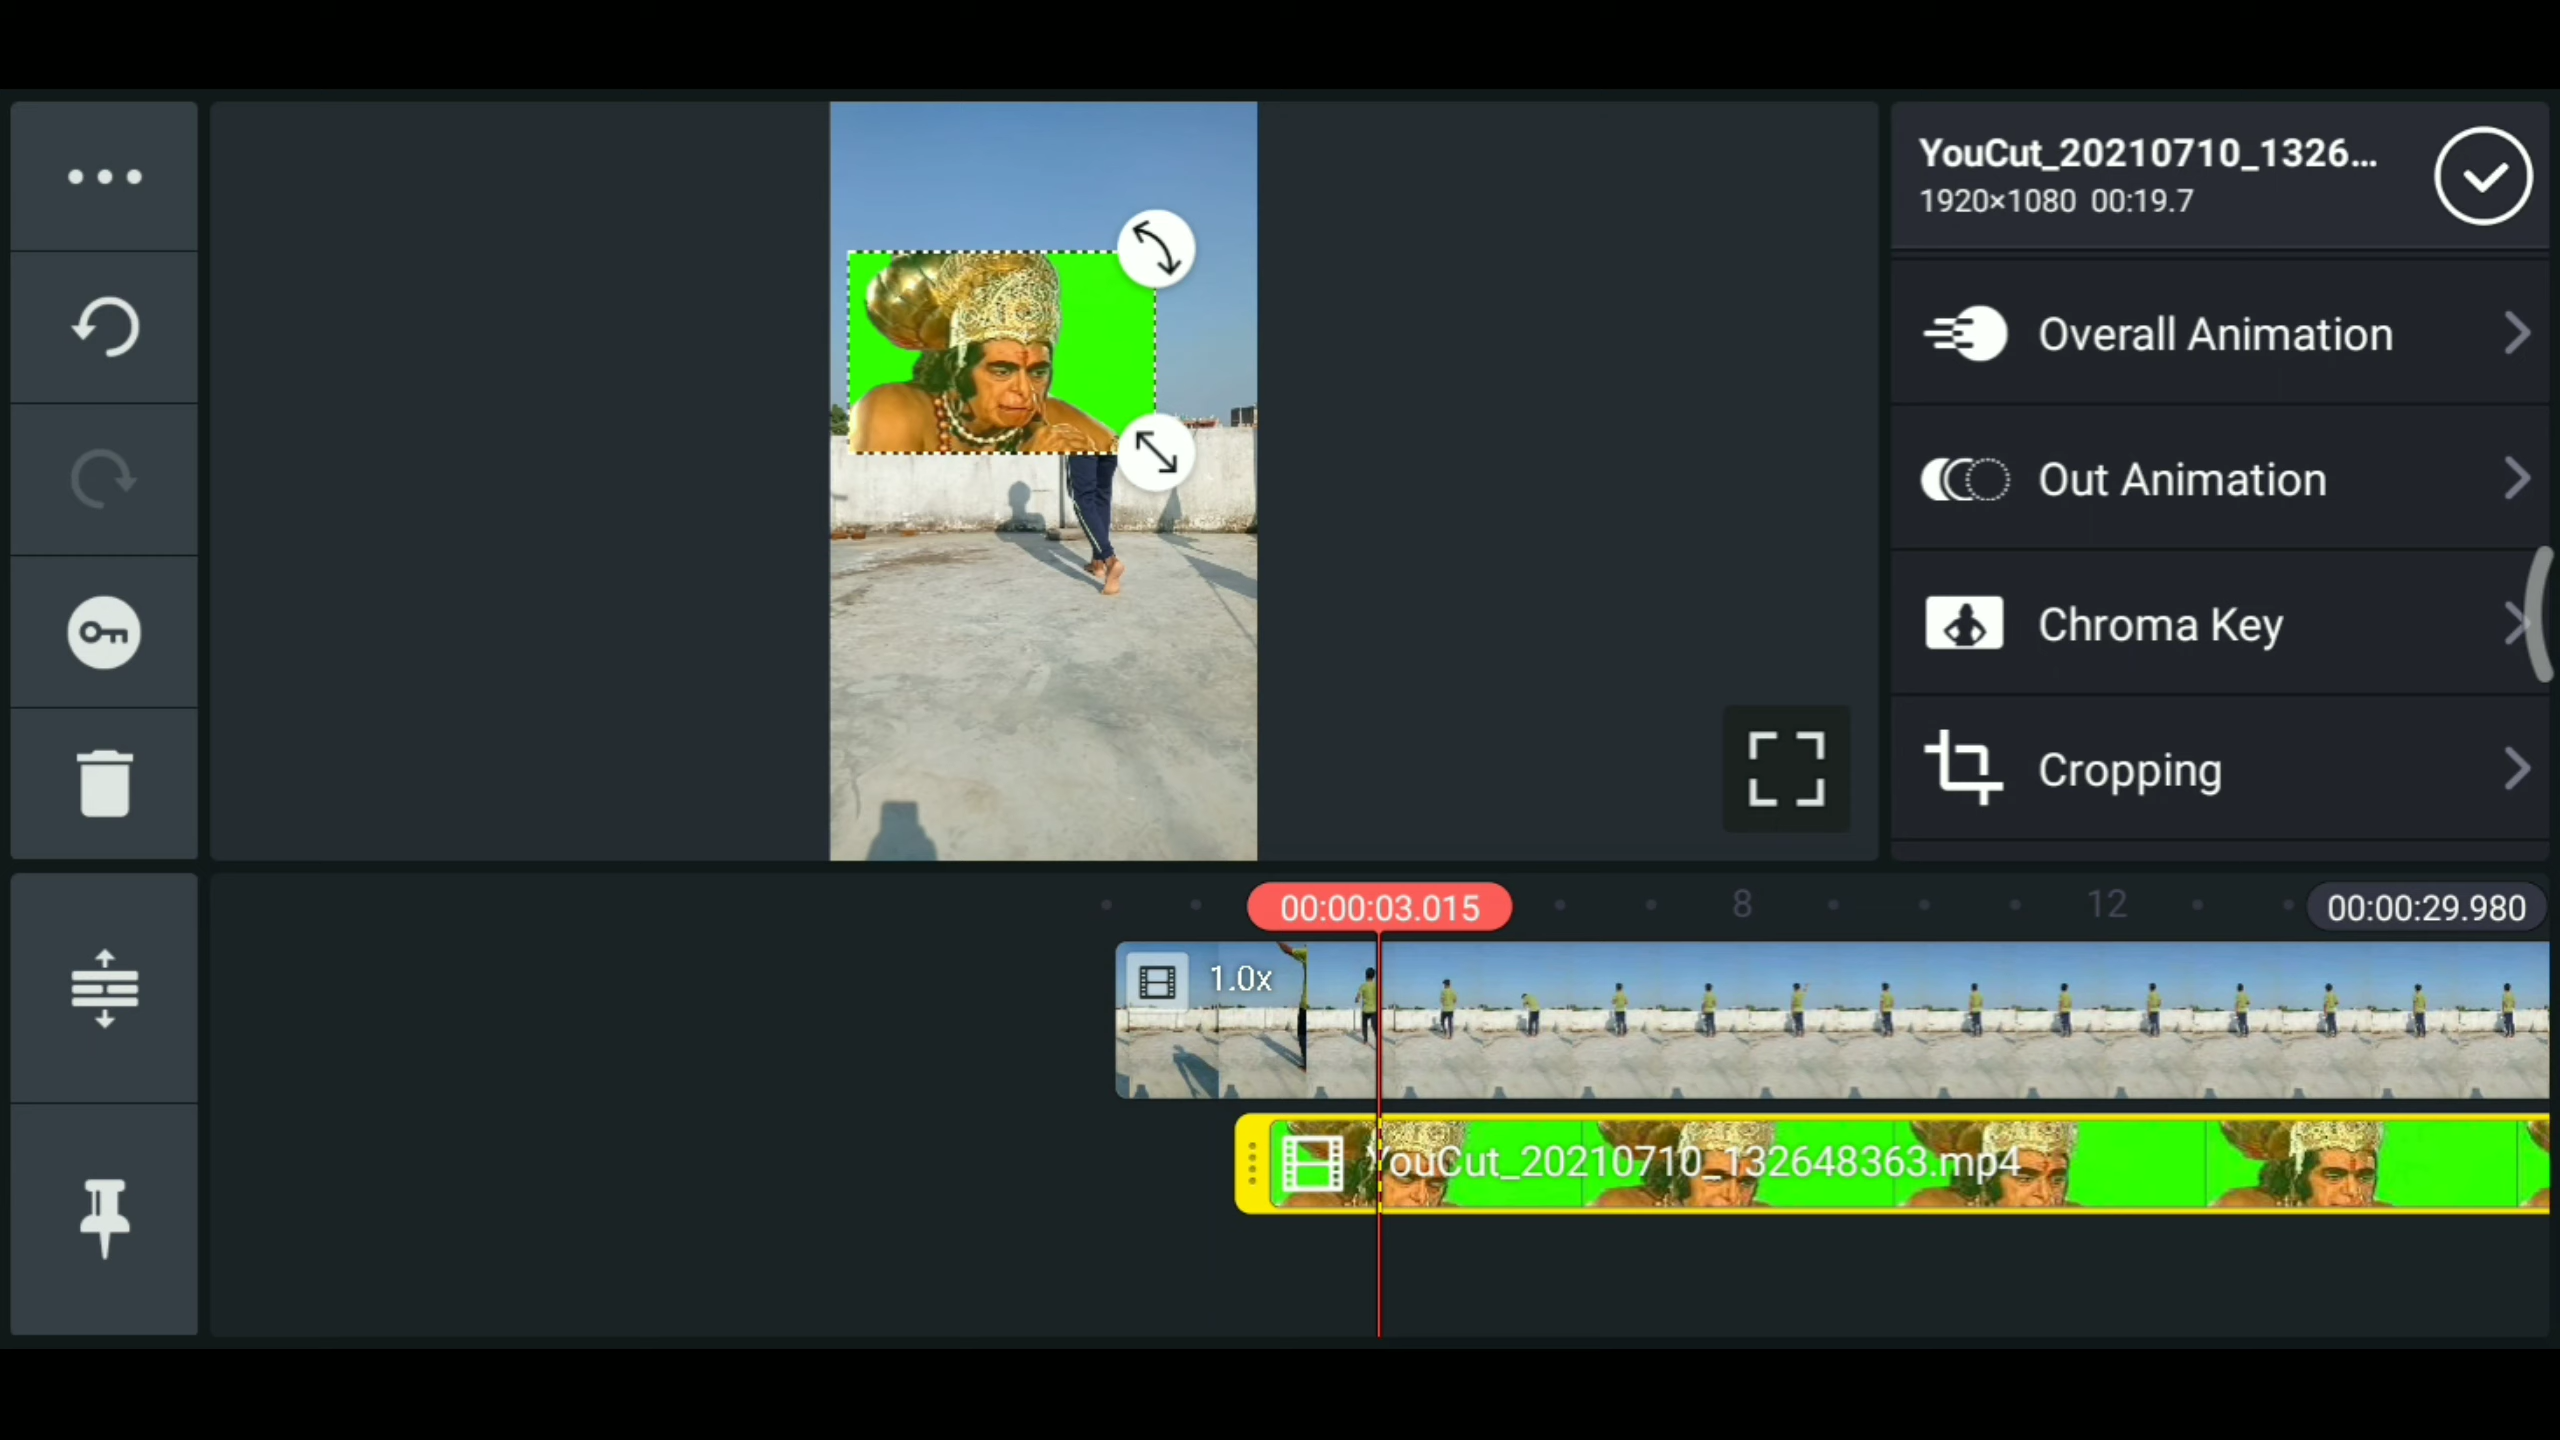 YouCut_20210710_1326...
1920×1080 00:19.7
Overall Animation
Out Animation
Chroma Key
Cropping
00:00:03.015
8
12
00:00:29.980
1.0x
YouCut_20210710_132648363.mp4